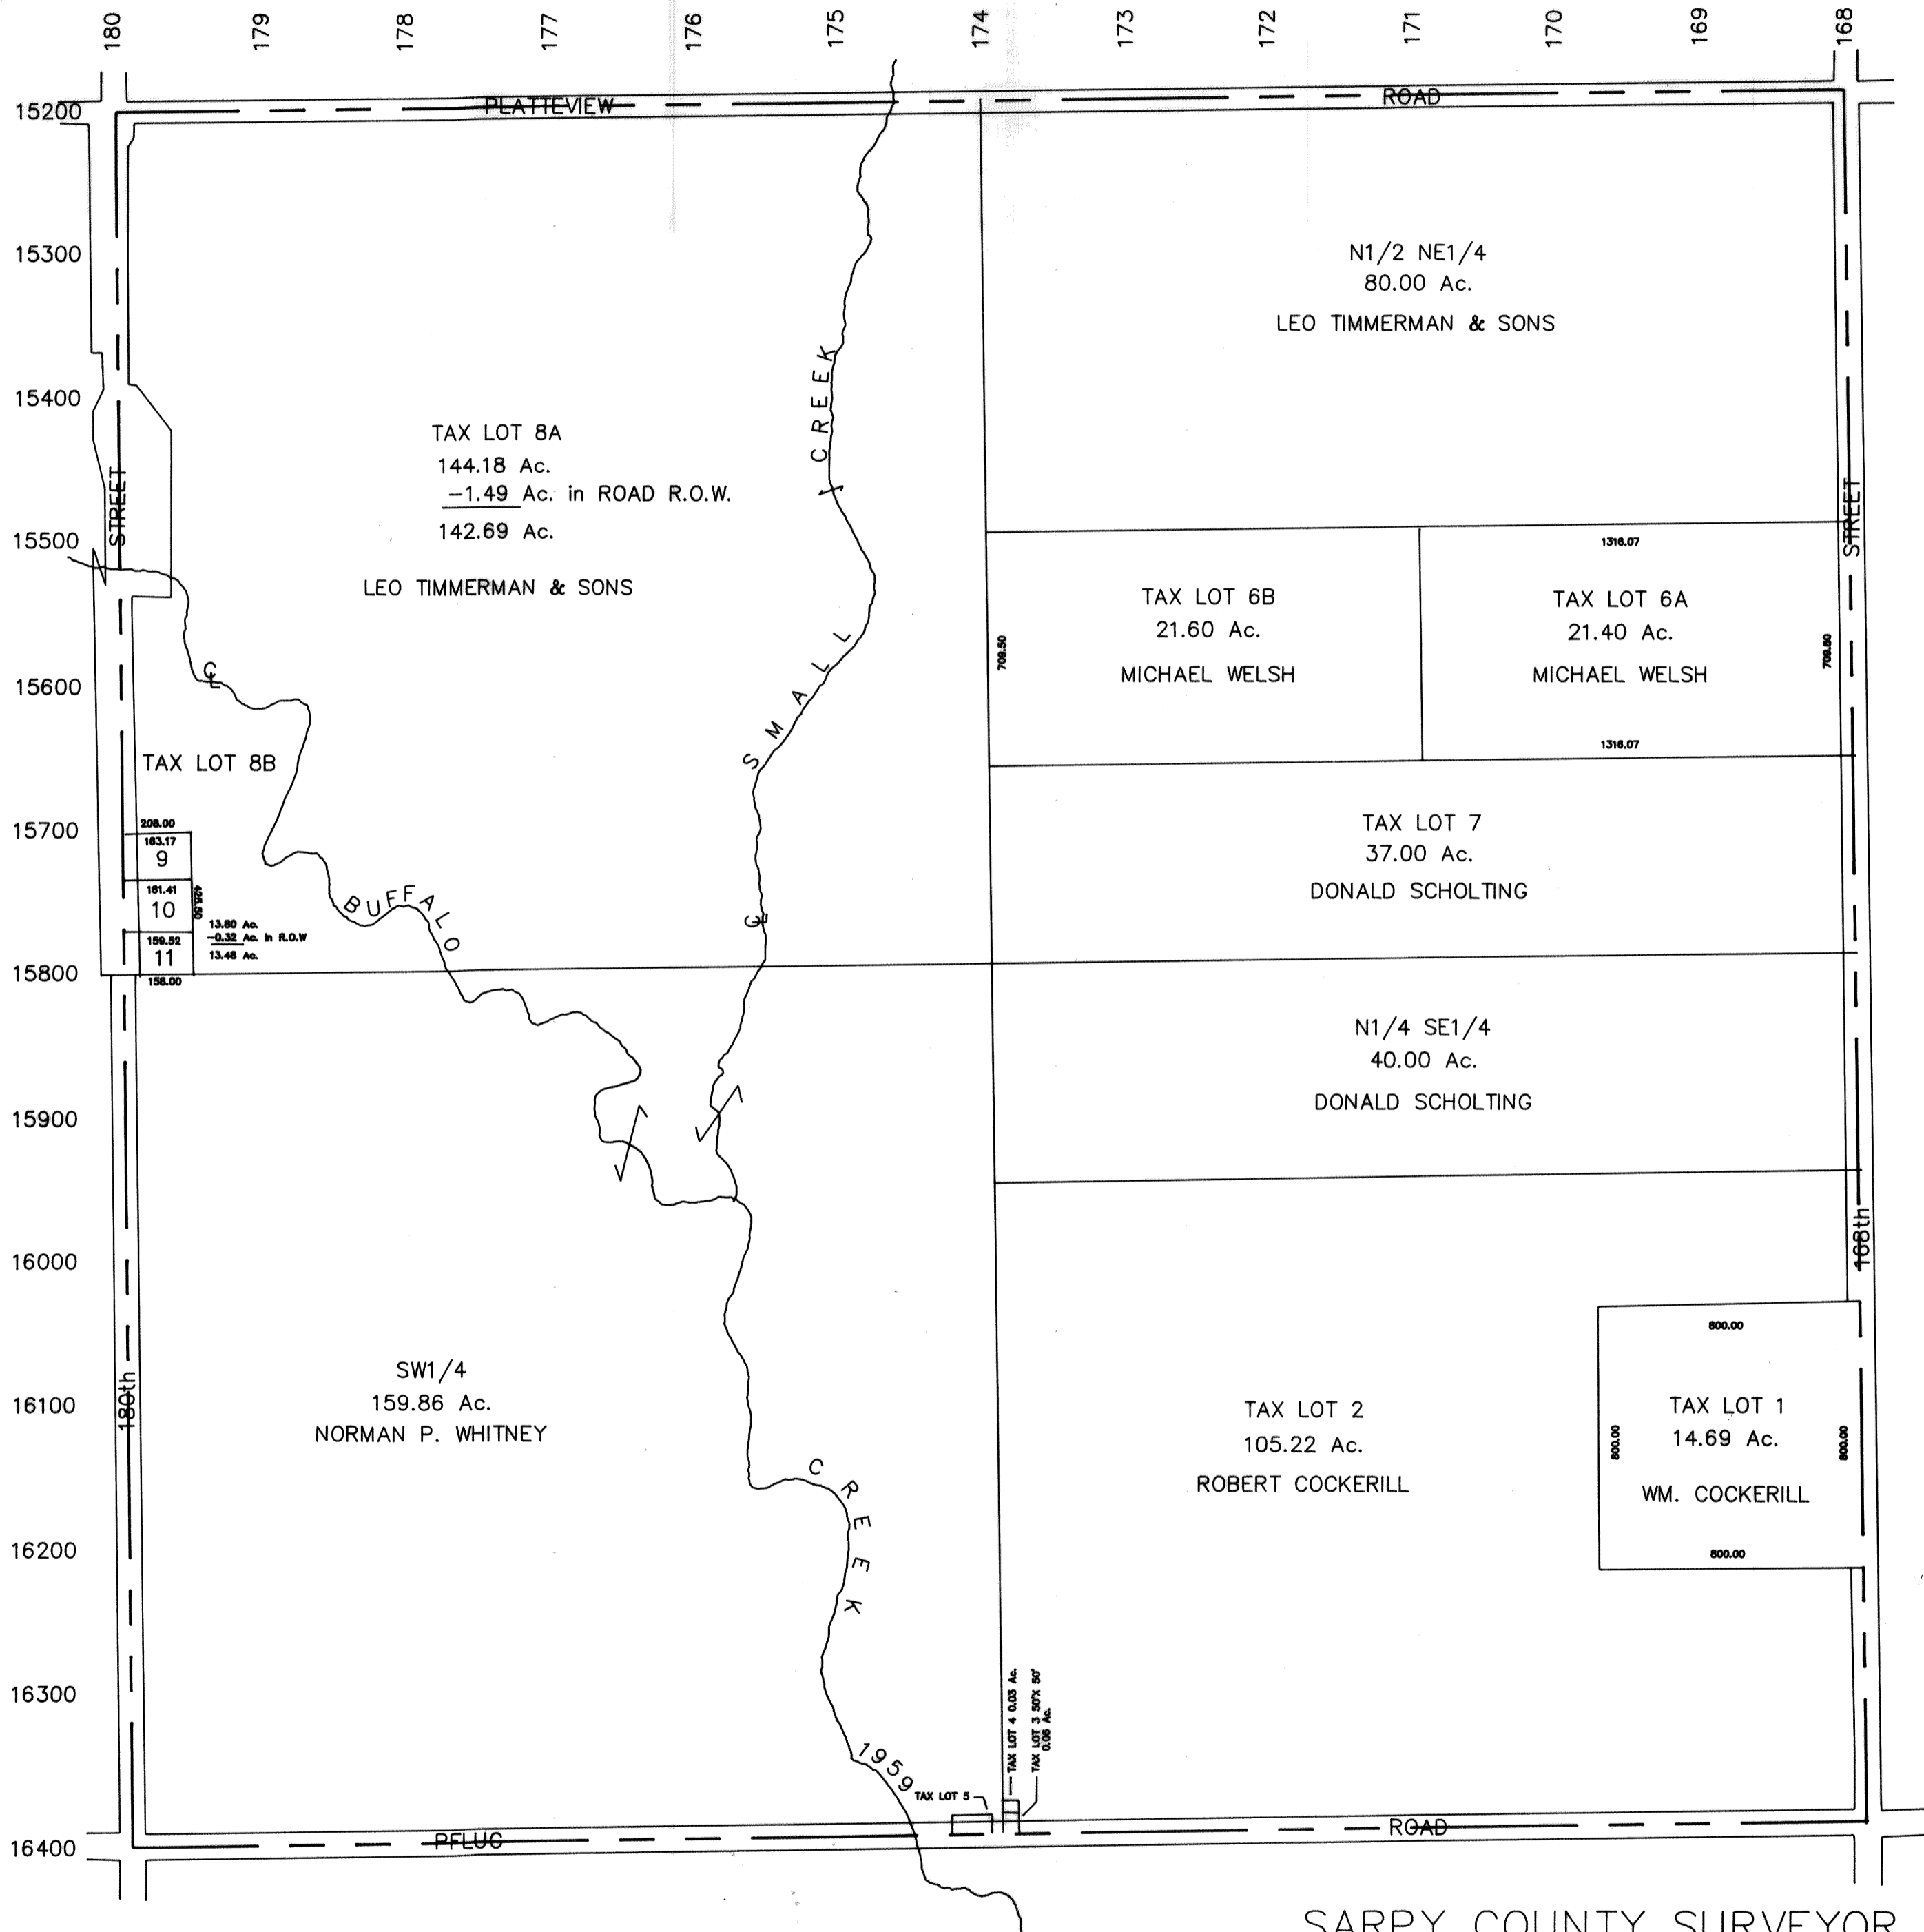 180 179 178 177 176 175 174 173 172 171 170 169 168
15200
PLATTEVIEW ROAD
15300
15400
15500
15600
15700
15800
15900
16000
16100
16200
16300
16400
STREET
180th
STREET
168th
N1/2 NE1/4
80.00 Ac.
LEO TIMMERMAN & SONS
TAX LOT 8A
144.18 Ac.
-1.49 Ac. in ROAD R.O.W.
142.69 Ac.
LEO TIMMERMAN & SONS
SMALL CREEK
1316.07
TAX LOT 6B
21.60 Ac.
MICHAEL WELSH
709.50
TAX LOT 6A
21.40 Ac.
MICHAEL WELSH
709.50
1316.07
CL
TAX LOT 8B
208.00
163.17
9
161.41
10
159.52
11
158.00
13.80 Ac.
-0.32 Ac. in R.O.W
13.48 Ac.
BUFFALO
CL
TAX LOT 7
37.00 Ac.
DONALD SCHOLTING
N1/4 SE1/4
40.00 Ac.
DONALD SCHOLTING
SW1/4
159.86 Ac.
NORMAN P. WHITNEY
CREEK
1959
TAX LOT 2
105.22 Ac.
ROBERT COCKERILL
800.00
TAX LOT 1
14.69 Ac.
WM. COCKERILL
800.00
800.00
800.00
TAX LOT 5
TAX LOT 4 0.03 Ac.
TAX LOT 3 50'X 50'
0.06 Ac.
PFLUG ROAD
SARPY COUNTY SURVEYOR